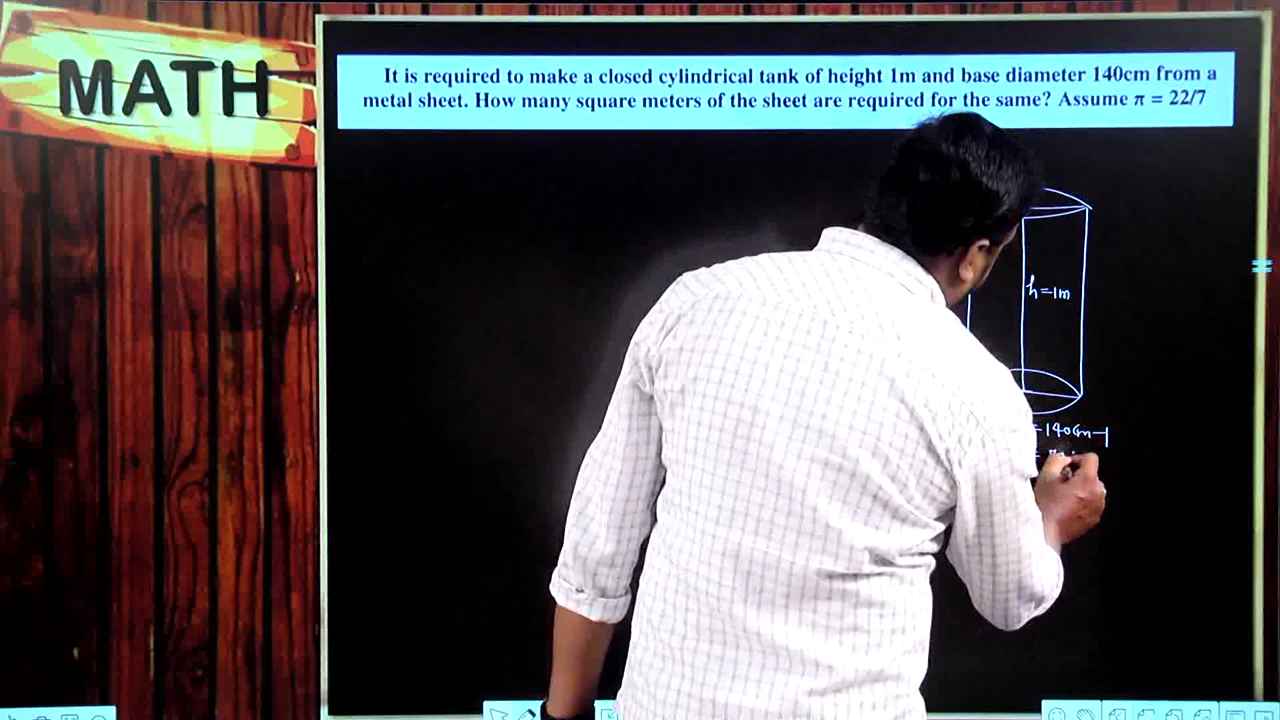 MATH
It is required to make a closed cylindrical tank of height 1m and base diameter 140cm from a
metal sheet. How many square meters of the sheet are required for the same? Assume π = 22/7
h=1m
=140cm